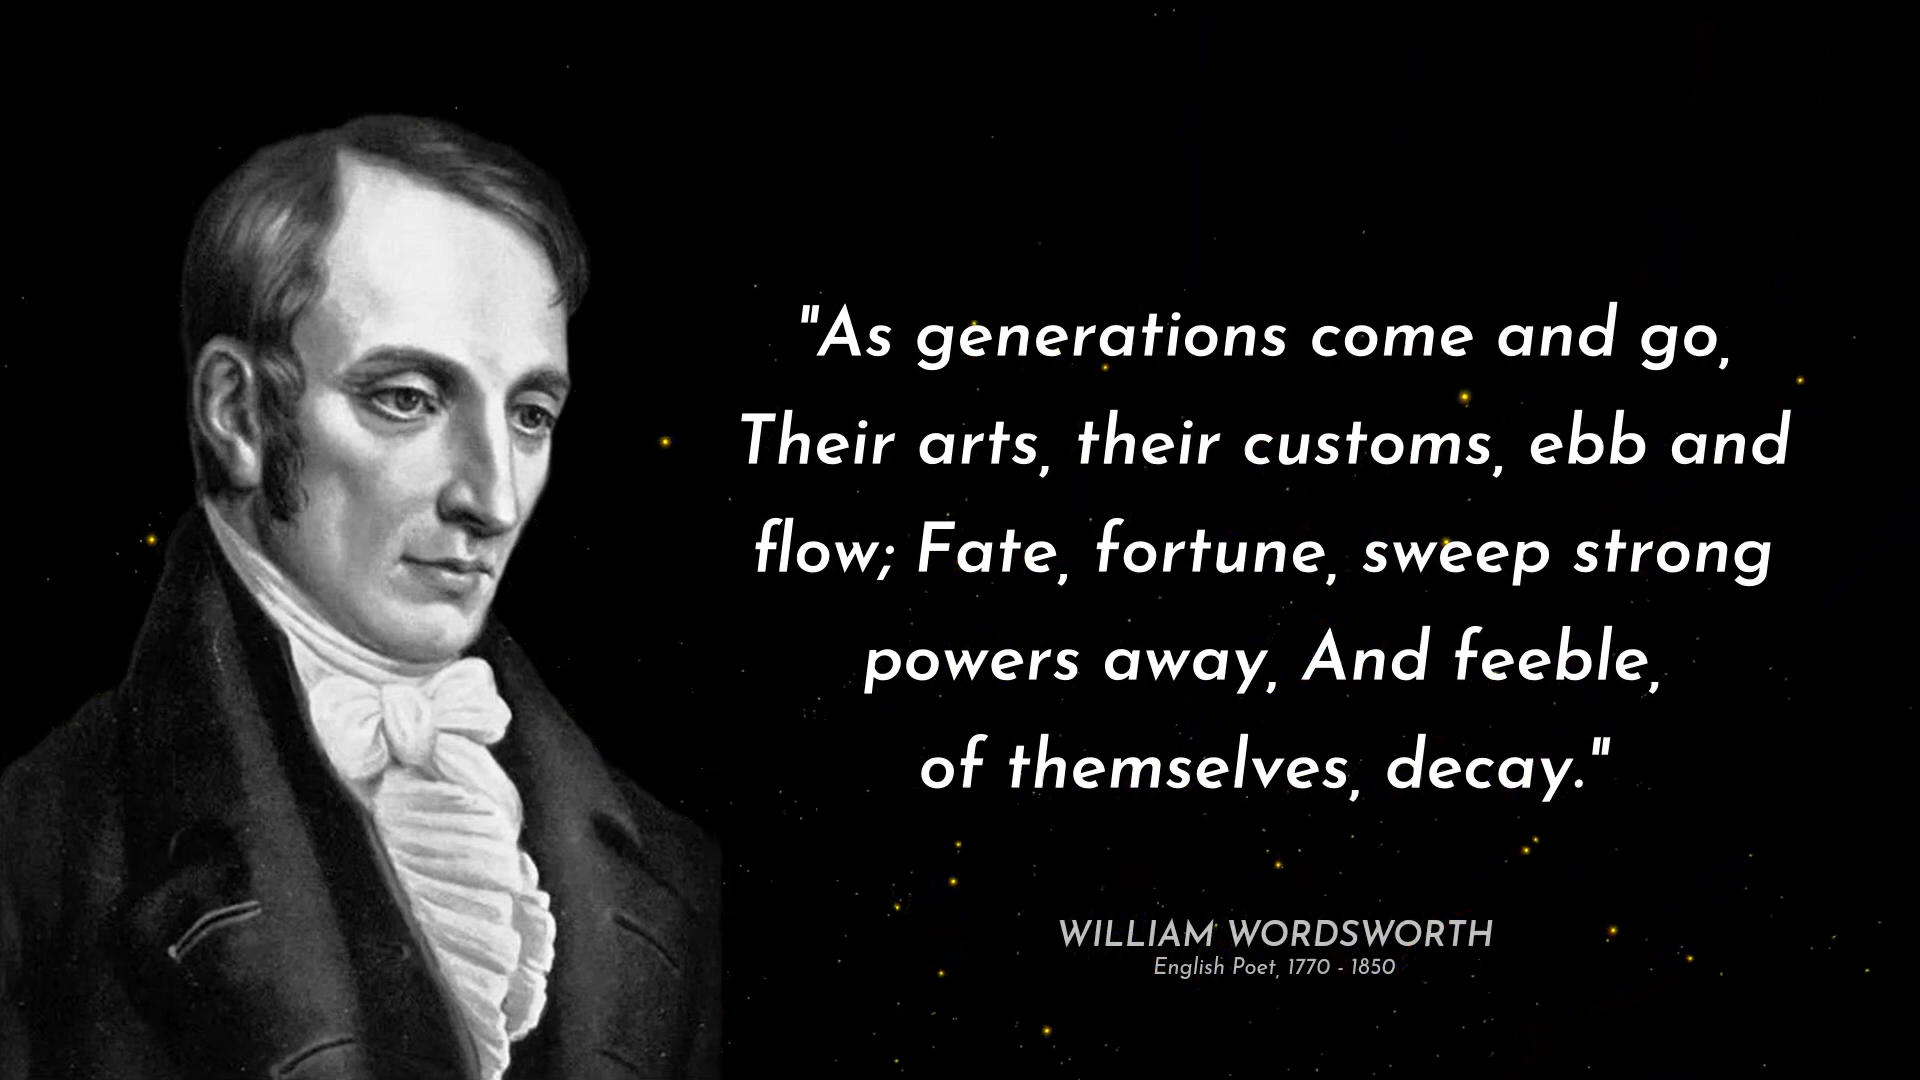 "As generations come and go,
Their arts, their customs, ebb and
flow; Fate, fortune, sweep strong
powers away, And feeble,
of themselves, decay."
WILLIAM WORDSWORTH
English Poet, 1770 - 1850